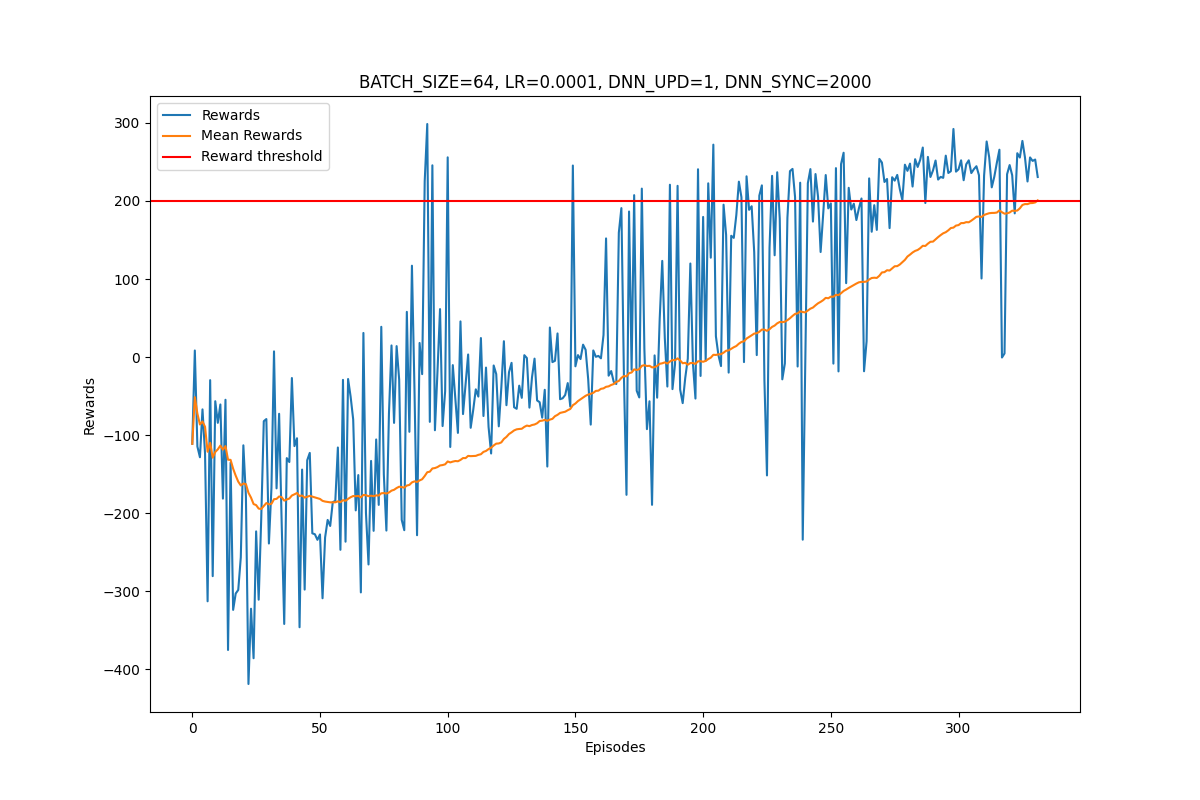 BATCH_SIZE=64, LR=0.0001, DNN_UPD=1, DNN_SYNC=2000
Rewards
Mean Rewards
Reward threshold
300
200
100
0
−100
−200
−300
−400
Rewards
0
50
100
150
200
250
300
Episodes